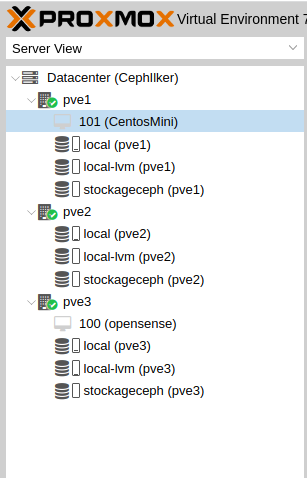 PROXMOX Virtual Environment 7
Server View
Datacenter (CephIlker)
pve1
101 (CentosMini)
local (pve1)
local-lvm (pve1)
stockageceph (pve1)
pve2
local (pve2)
local-lvm (pve2)
stockageceph (pve2)
pve3
100 (opensense)
local (pve3)
local-lvm (pve3)
stockageceph (pve3)